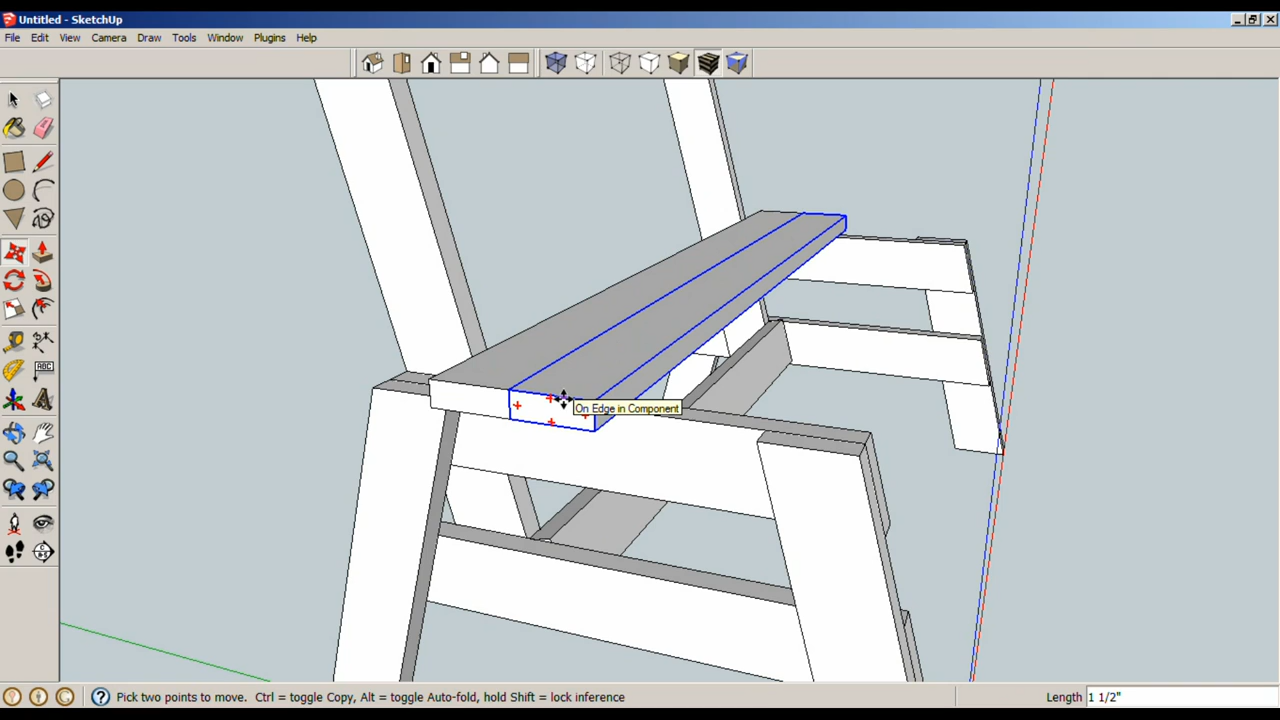 Untitled - SketchUp
File Edit View Camera Draw Tools Window Plugins Help
ABC
On Edge in Component
Pick two points to move. Ctrl = toggle Copy, Alt = toggle Auto-fold, hold Shift = lock inference
Length 1 1/2"